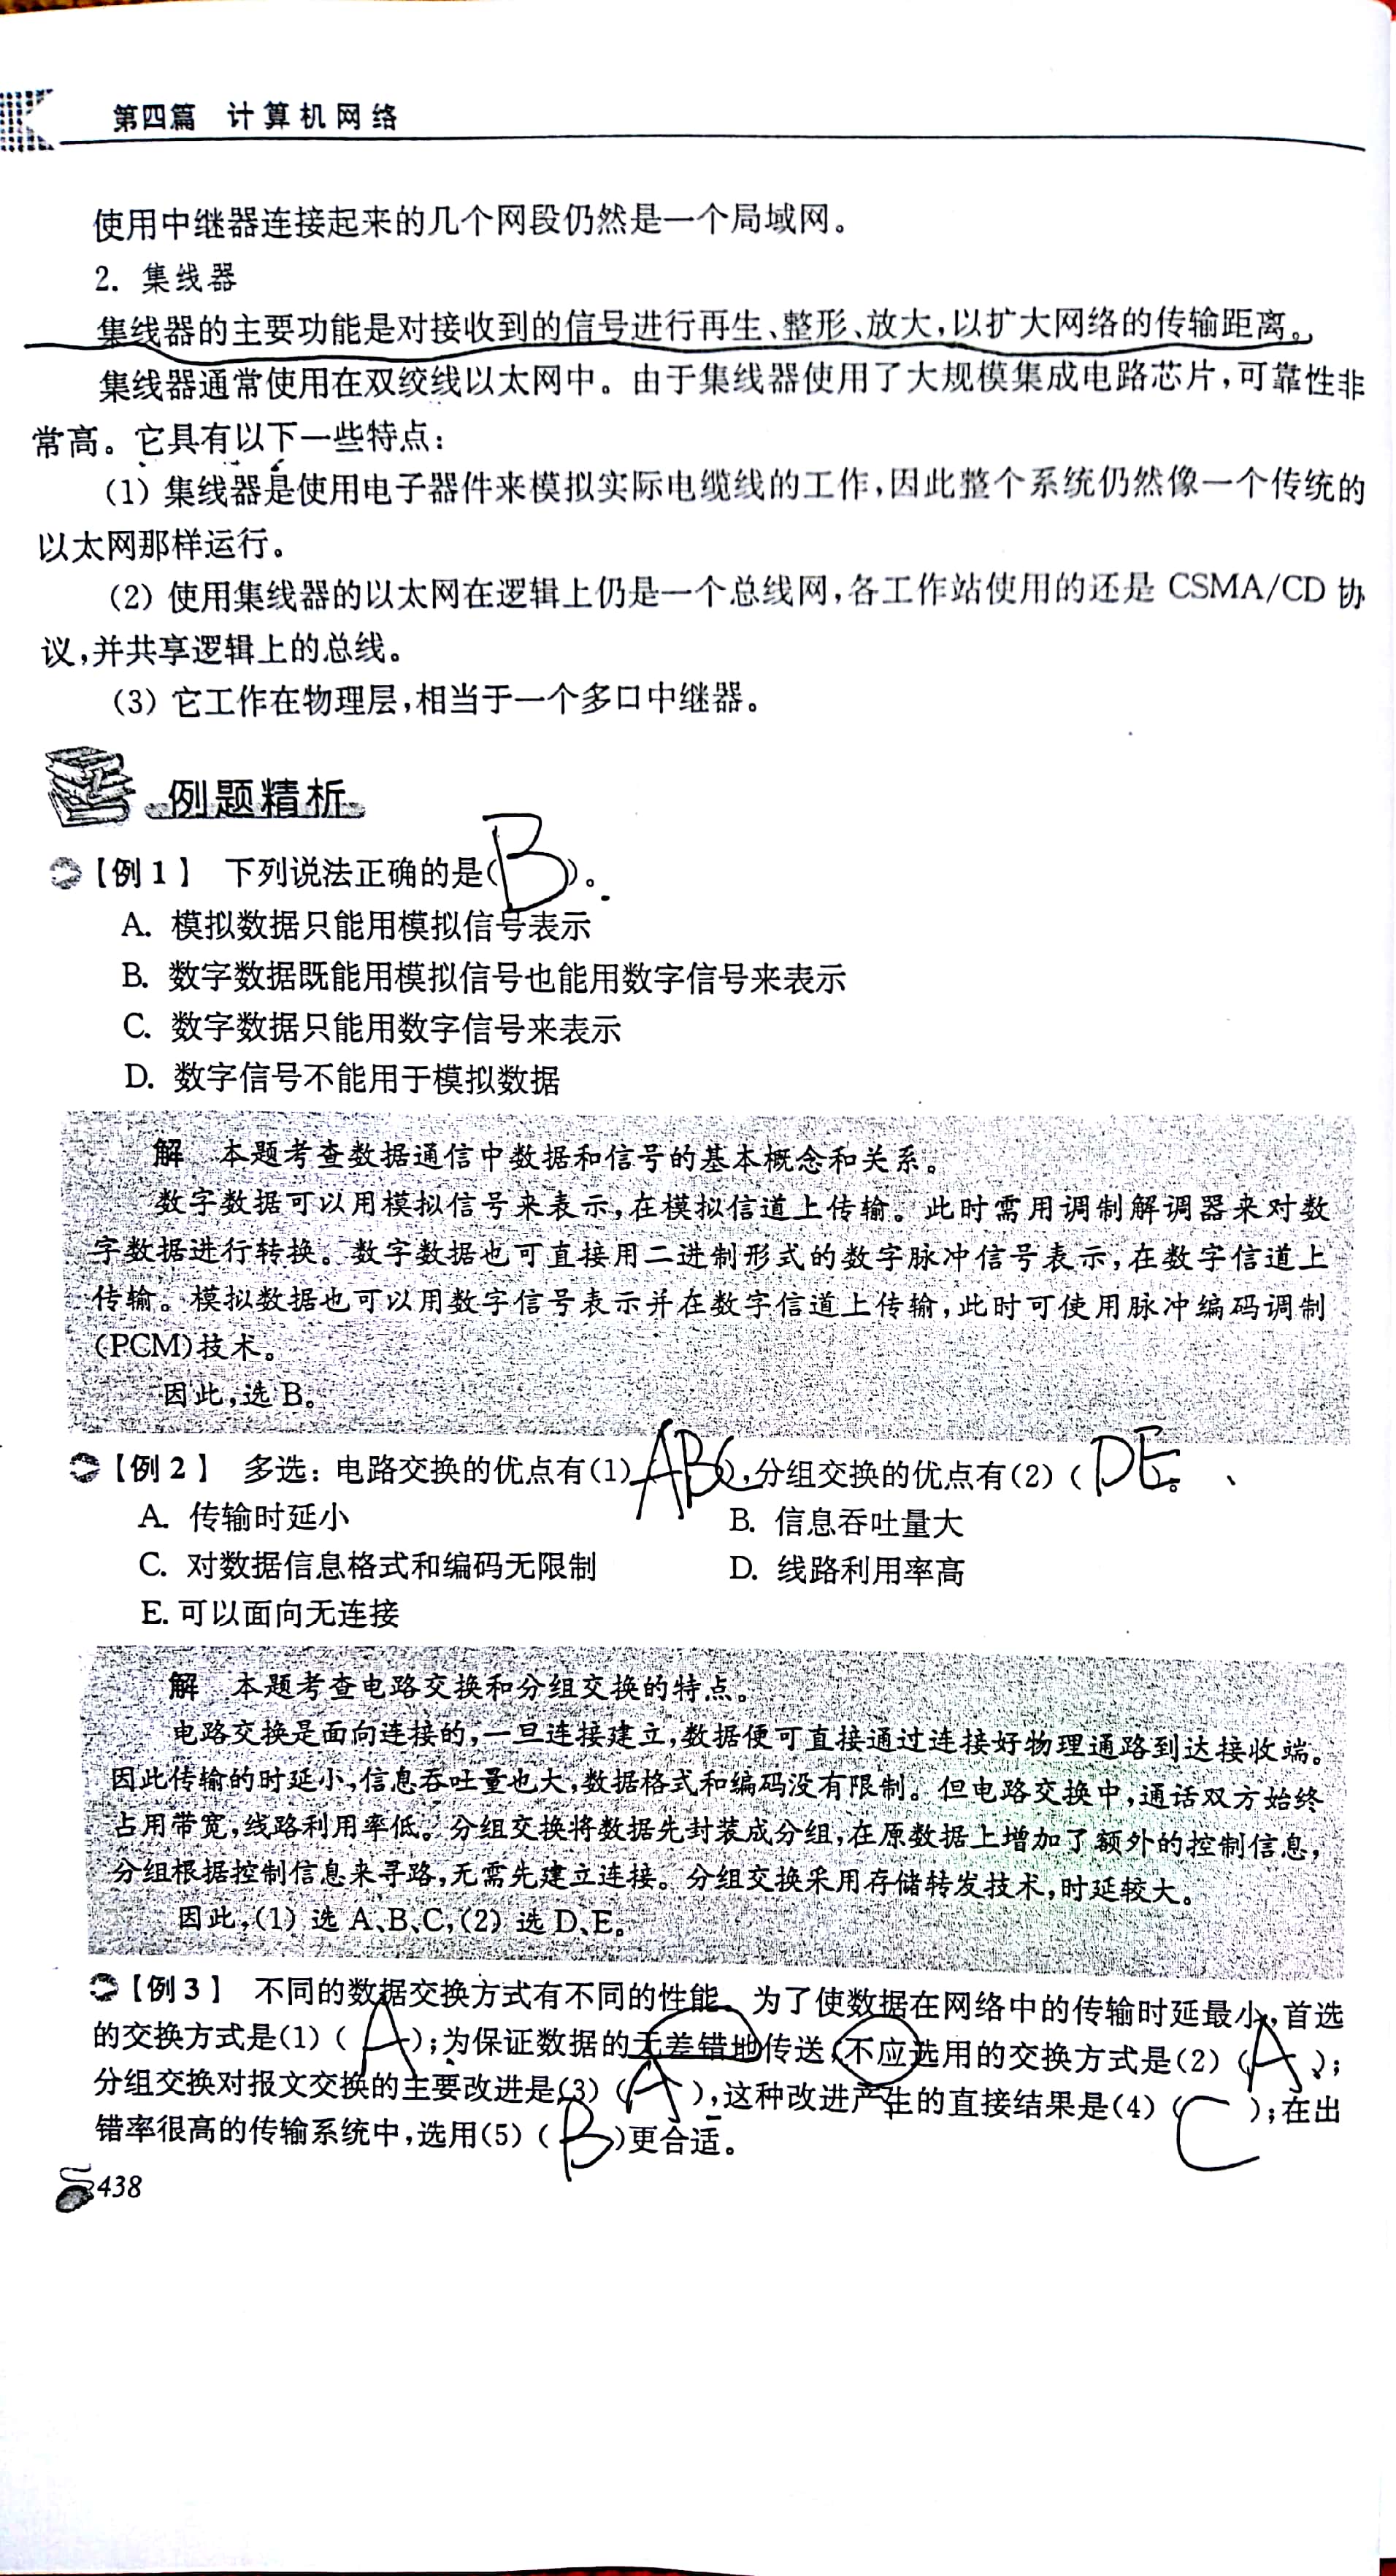 第四篇 计算机网络
使用中继器连接起来的几个网段仍然是一个局域网。
2. 集线器
集线器的主要功能是对接收到的信号进行再生、整形、放大,以扩大网络的传输距离。
集线器通常使用在双绞线以太网中。由于集线器使用了大规模集成电路芯片,可靠性非
常高。它具有以下一些特点:
(1) 集线器是使用电子器件来模拟实际电缆线的工作,因此整个系统仍然像一个传统的
以太网那样运行。
(2) 使用集线器的以太网在逻辑上仍是一个总线网,各工作站使用的还是 CSMA/CD 协
议,并共享逻辑上的总线。
(3) 它工作在物理层,相当于一个多口中继器。
例题精析
【例 1】 下列说法正确的是( B )。
A. 模拟数据只能用模拟信号表示
B. 数字数据既能用模拟信号也能用数字信号来表示
C. 数字数据只能用数字信号来表示
D. 数字信号不能用于模拟数据
解 本题考查数据通信中数据和信号的基本概念和关系。
数字数据可以用模拟信号来表示,在模拟信道上传输。此时需用调制解调器来对数
字数据进行转换。数字数据也可直接用二进制形式的数字脉冲信号表示,在数字信道上
传输。模拟数据也可以用数字信号表示并在数字信道上传输,此时可使用脉冲编码调制
(PCM)技术。
因此,选 B。
【例 2】 多选: 电路交换的优点有(1) ( ABC ),分组交换的优点有(2) ( DE 。
A. 传输时延小 B. 信息吞吐量大
C. 对数据信息格式和编码无限制 D. 线路利用率高
E. 可以面向无连接
解 本题考查电路交换和分组交换的特点。
电路交换是面向连接的,一旦连接建立,数据便可直接通过连接好物理通路到达接收端。
因此传输的时延小,信息吞吐量也大,数据格式和编码没有限制。但电路交换中,通话双方始终
占用带宽,线路利用率低。分组交换将数据先封装成分组,在原数据上增加了额外的控制信息,
分组根据控制信息来寻路,无需先建立连接。分组交换采用存储转发技术,时延较大。
因此,(1) 选 A、B、C,(2) 选 D、E。
【例 3】 不同的数据交换方式有不同的性能。为了使数据在网络中的传输时延最小,首选
的交换方式是(1) ( A );为保证数据的无差错地传送,不应选用的交换方式是(2) ( A );
分组交换对报文交换的主要改进是(3) ( A ),这种改进产生的直接结果是(4) ( C );在出
错率很高的传输系统中,选用(5) ( B )更合适。
438